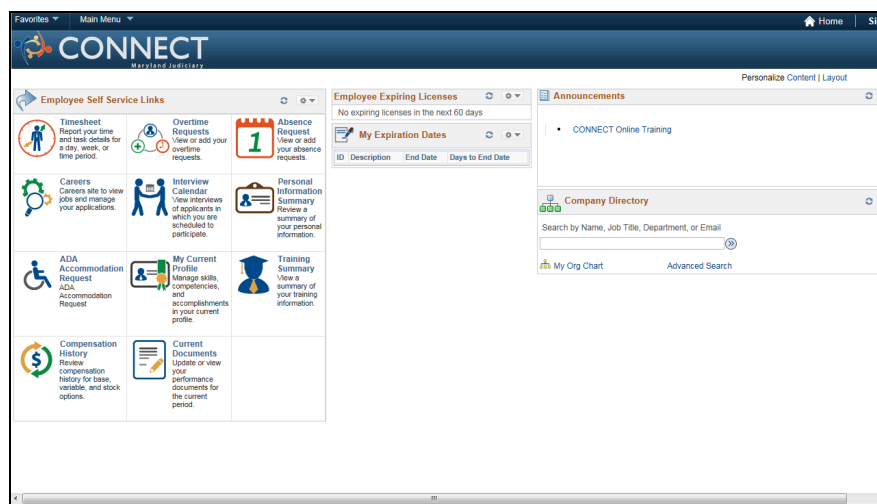 Favorites Main Menu
Home Si
CONNECT
Maryland Judiciary
Personalize Content | Layout
Employee Self Service Links
Timesheet
Report your time
and task details for
a day, week, or
time period.
Overtime
Requests
View or add your
overtime
requests.
1
Absence
Request
View or add
your absence
requests.
Careers
Careers site to view
jobs and manage
your applications.
Interview
Calendar
View interviews
of applicants in
which you are
scheduled to
participate.
Personal
Information
Summary
Review a
summary of
your personal
information.
ADA
Accommodation
Request
ADA
Accommodation
Request
My Current
Profile
Manage skills,
competencies,
and
accomplishments
in your current
profile.
Training
Summary
View a
summary of
your training
information.
$
Compensation
History
Review
compensation
history for base,
variable, and stock
options.
Current
Documents
Update or view
your
performance
documents for
the current
period.
Employee Expiring Licenses
No expiring licenses in the next 60 days
My Expiration Dates
ID Description End Date Days to End Date
Announcements
• CONNECT Online Training
Company Directory
Search by Name, Job Title, Department, or Email
My Org Chart Advanced Search